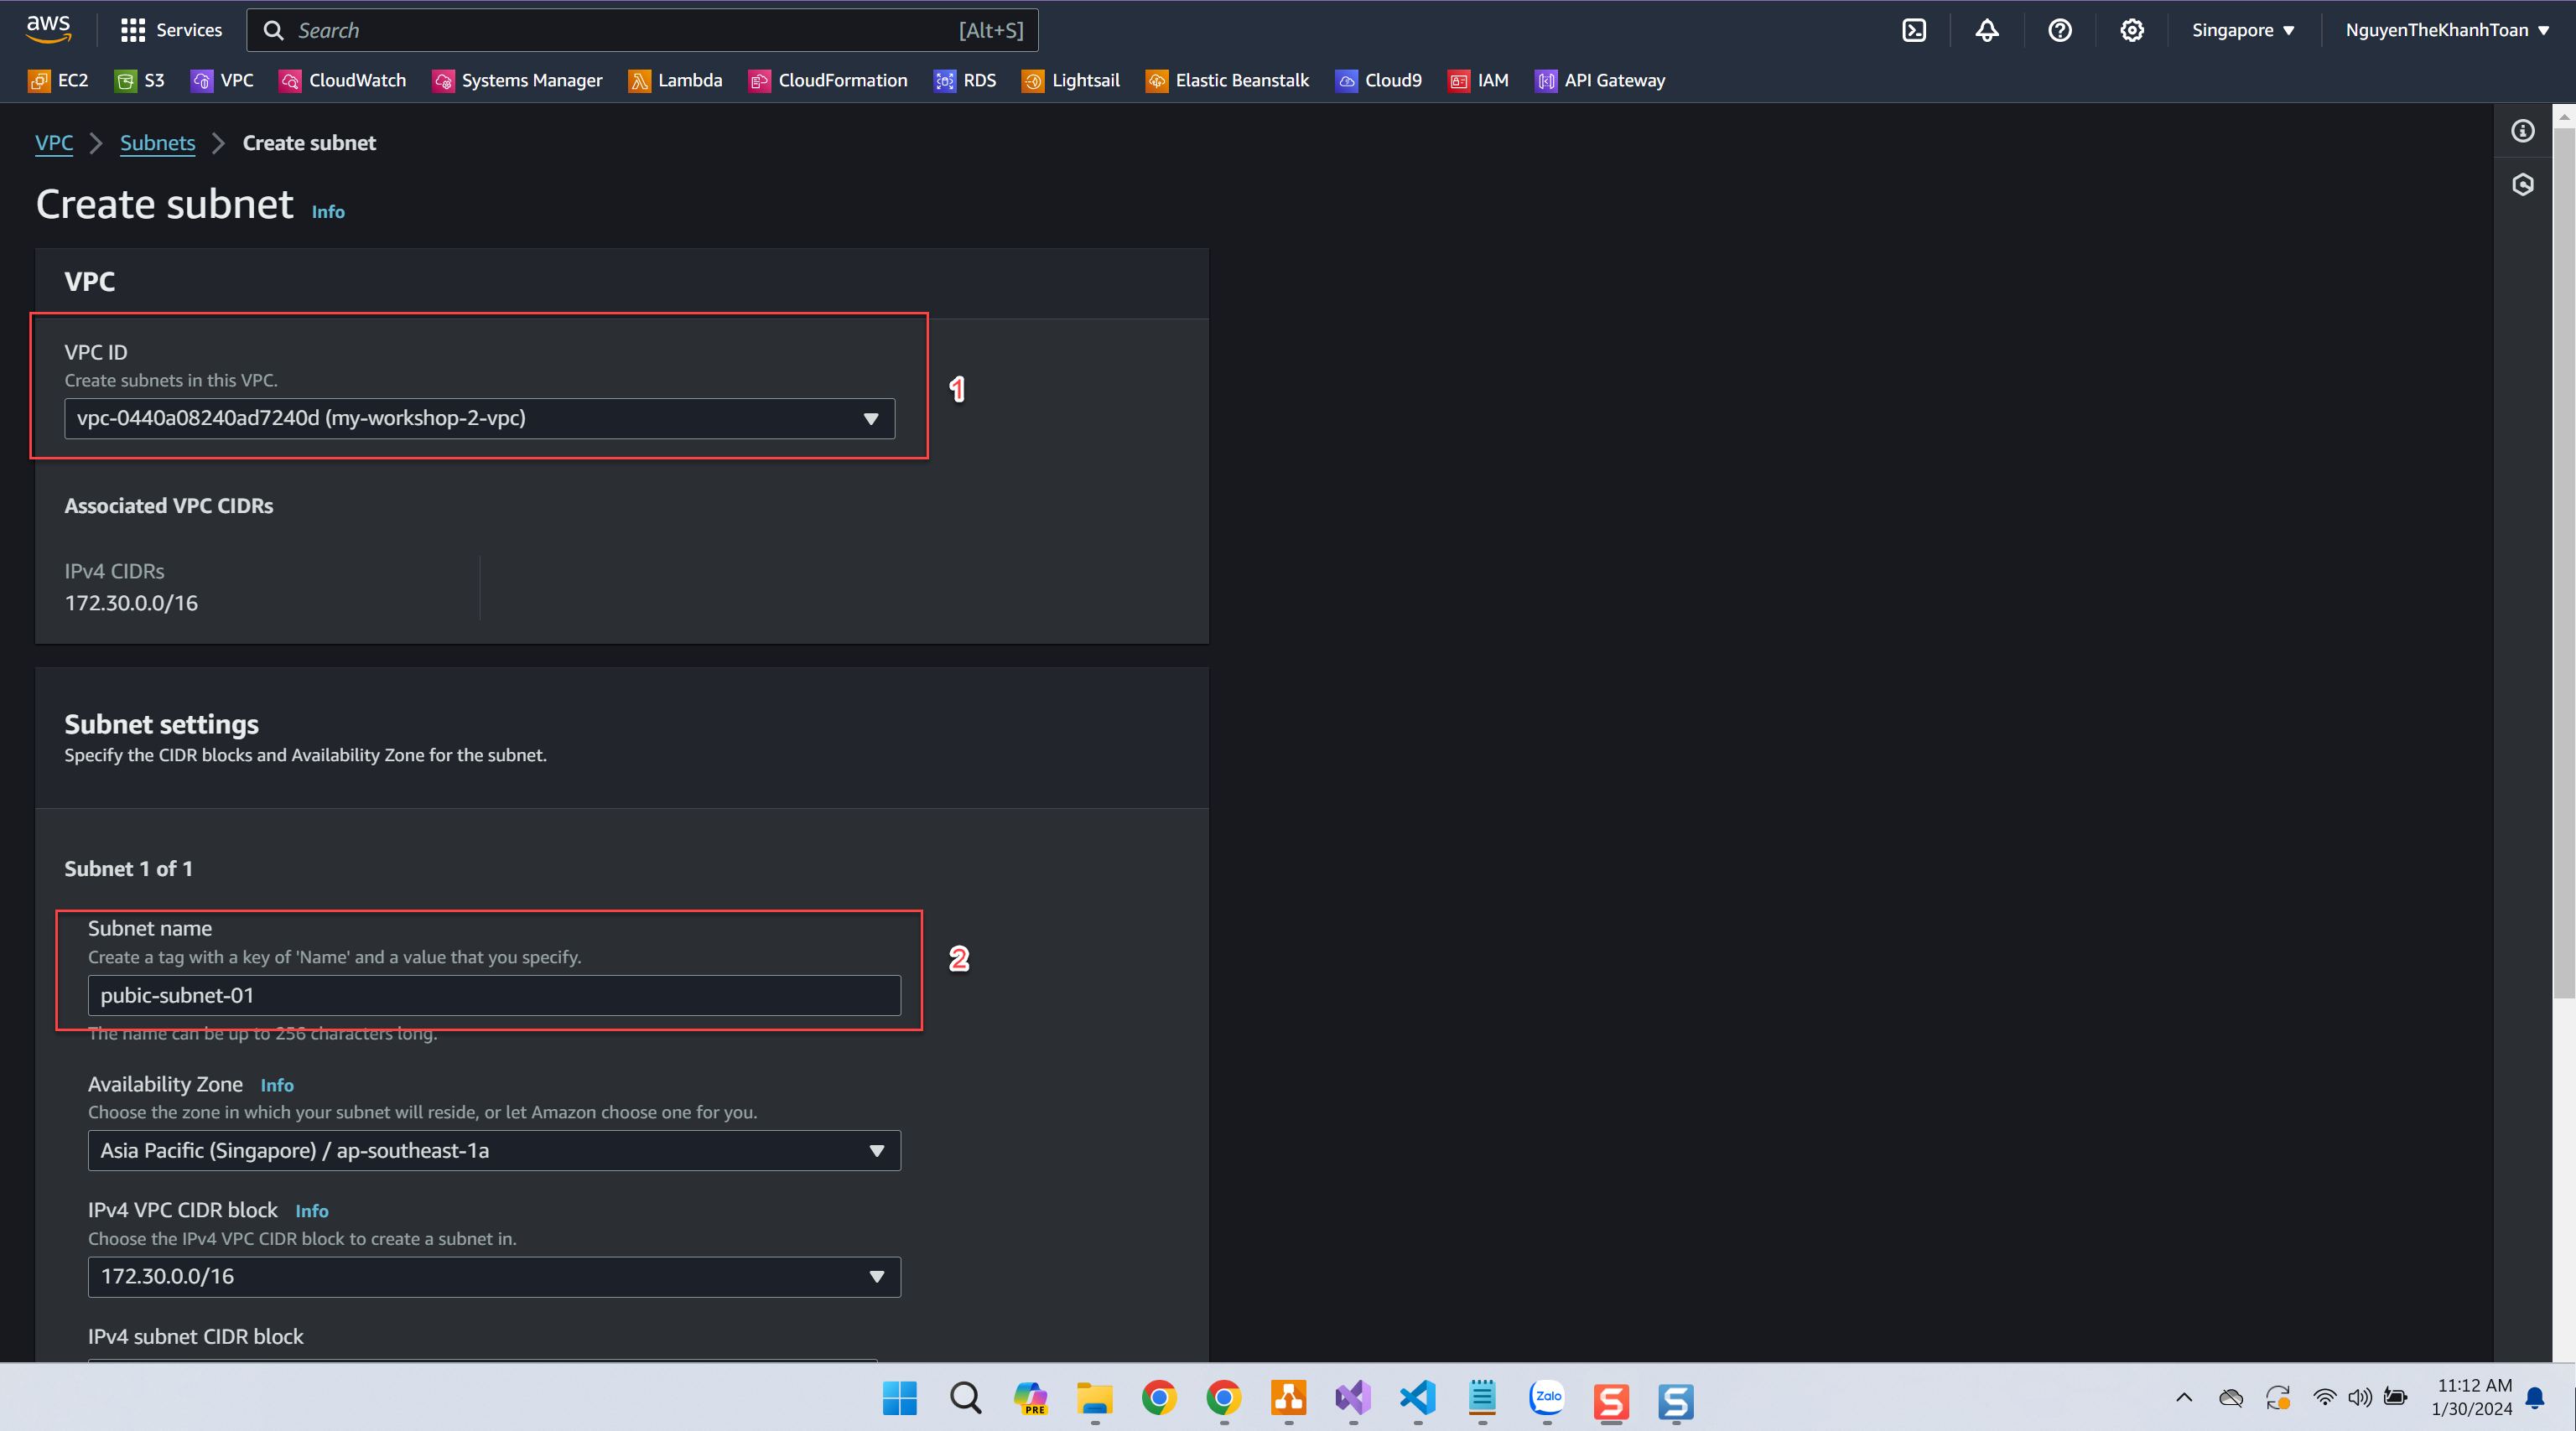 aws
Services
Search
[Alt+S]
Singapore
NguyenTheKhanhToan
EC2
S3
VPC
CloudWatch
Systems Manager
Lambda
CloudFormation
RDS
Lightsail
Elastic Beanstalk
Cloud9
IAM
API Gateway
VPC
Subnets
Create subnet
Create subnet
Info
VPC
VPC ID
Create subnets in this VPC.
1
vpc-0440a08240ad7240d (my-workshop-2-vpc)
Associated VPC CIDRs
IPv4 CIDRs
172.30.0.0/16
Subnet settings
Specify the CIDR blocks and Availability Zone for the subnet.
Subnet 1 of 1
Subnet name
Create a tag with a key of 'Name' and a value that you specify.
2
pubic-subnet-01
The name can be up to 256 characters long.
Availability Zone
Info
Choose the zone in which your subnet will reside, or let Amazon choose one for you.
Asia Pacific (Singapore) / ap-southeast-1a
IPv4 VPC CIDR block
Info
Choose the IPv4 VPC CIDR block to create a subnet in.
172.30.0.0/16
IPv4 subnet CIDR block
PRE
Zalo
S
S
11:12 AM
1/30/2024